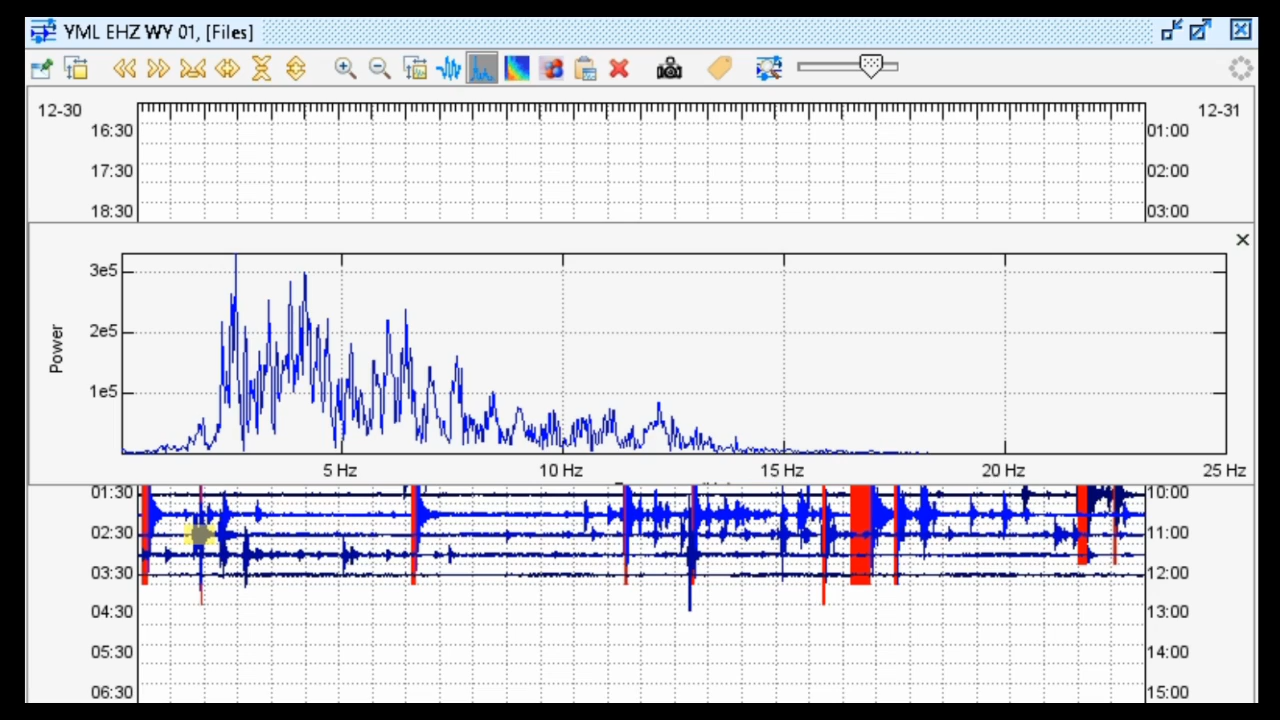 YML EHZ WY 01, [Files]
12-30 12-31
16:30 01:00
17:30 02:00
18:30 03:00
3e5
2e5
1e5
Power
5 Hz 10 Hz 15 Hz 20 Hz 25 Hz
01:30 10:00
02:30 11:00
03:30 12:00
04:30 13:00
05:30 14:00
06:30 15:00